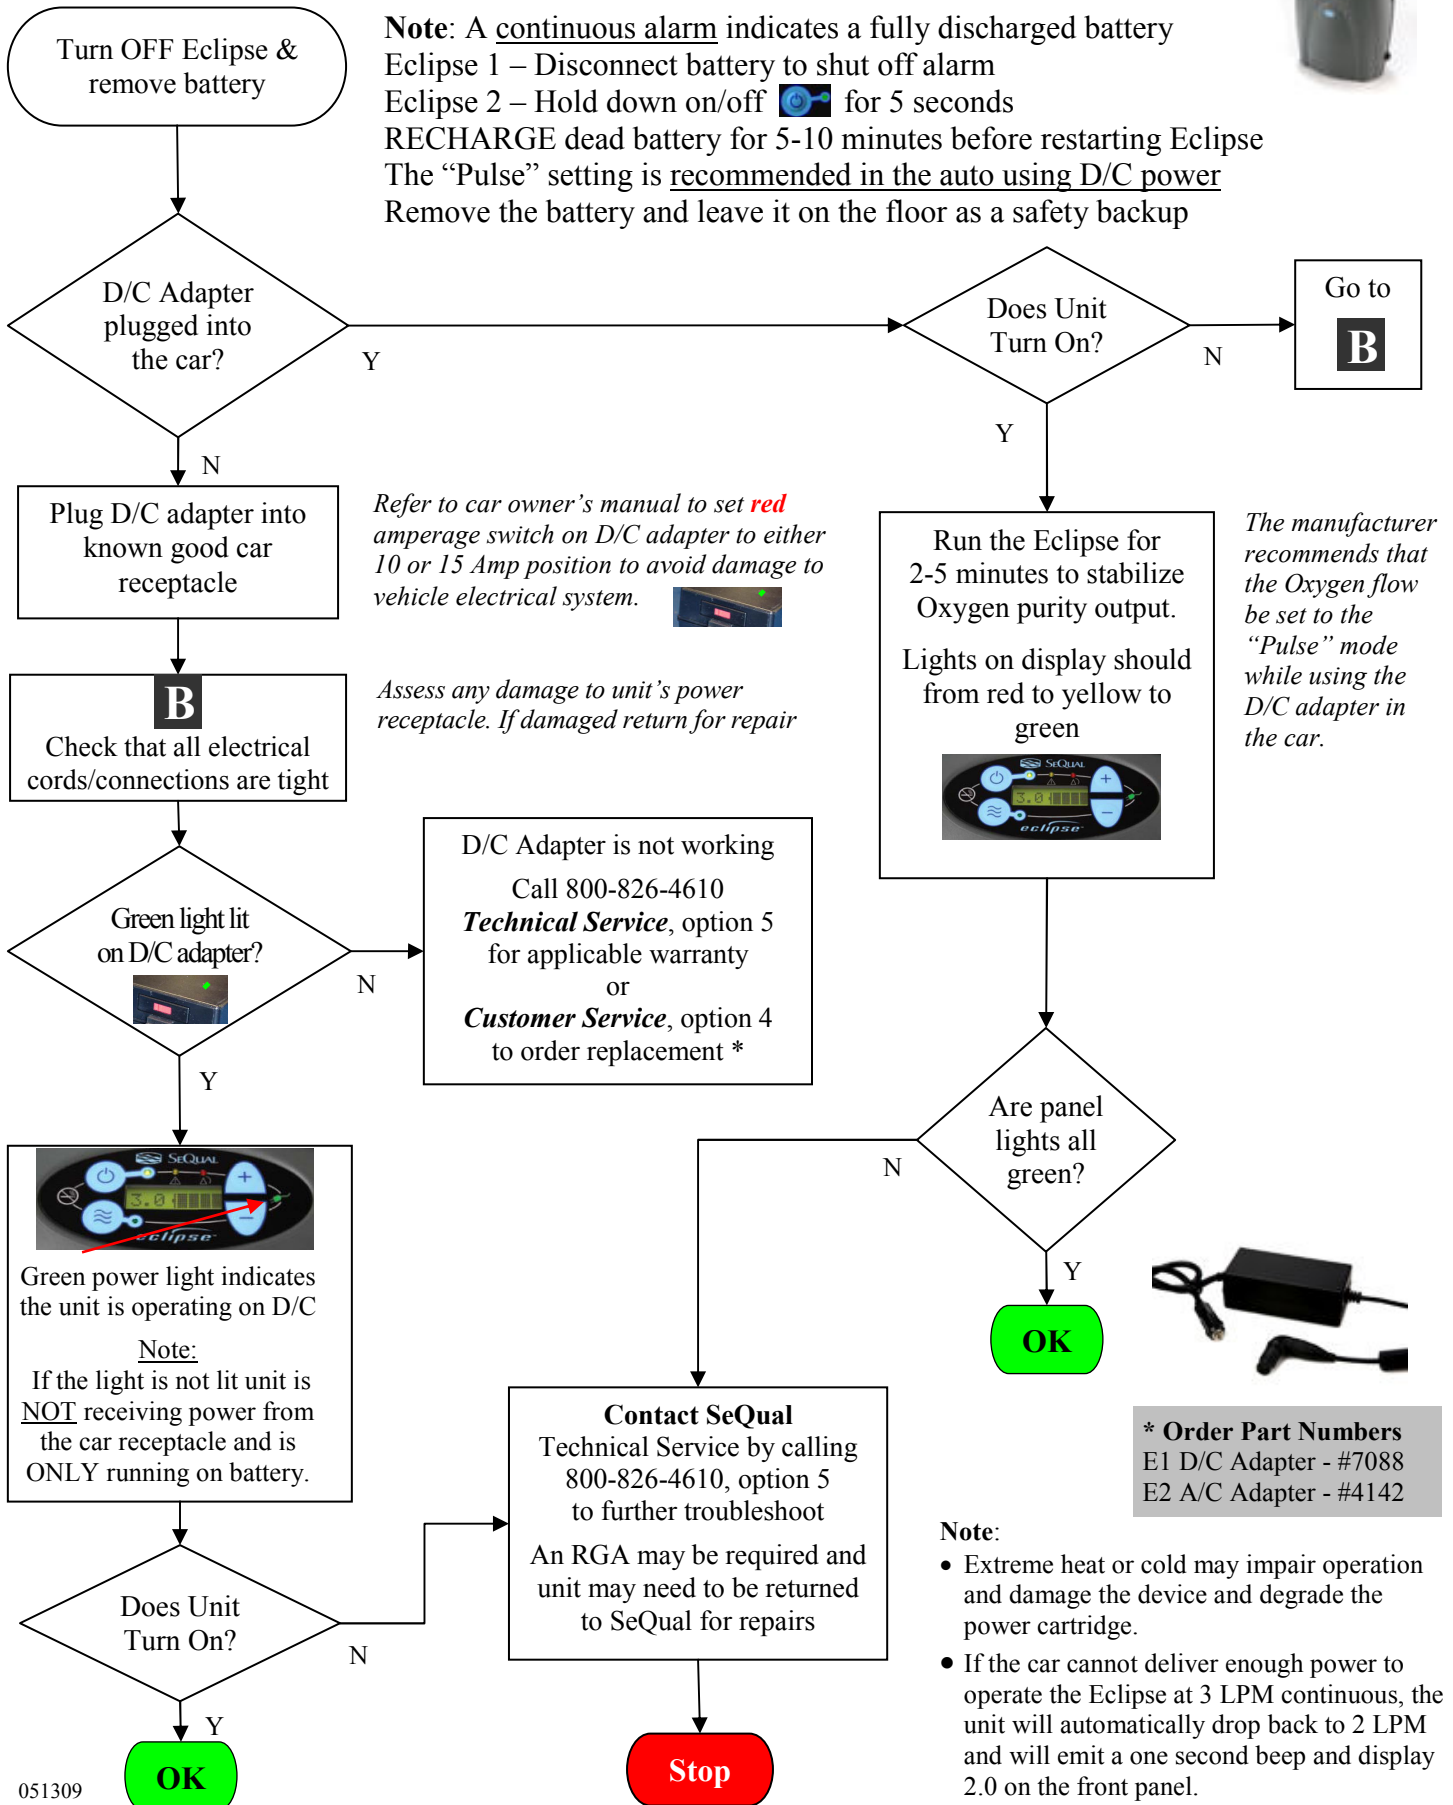 Turn OFF Eclipse &
remove battery
Note: A continuous alarm indicates a fully discharged battery
Eclipse 1 – Disconnect battery to shut off alarm
Eclipse 2 – Hold down on/off for 5 seconds
RECHARGE dead battery for 5-10 minutes before restarting Eclipse
The “Pulse” setting is recommended in the auto using D/C power
Remove the battery and leave it on the floor as a safety backup
D/C Adapter
plugged into
the car?
Y
Does Unit
Turn On?
N
Go to
B
Y
N
Plug D/C adapter into
known good car
receptacle
Refer to car owner’s manual to set red
amperage switch on D/C adapter to either
10 or 15 Amp position to avoid damage to
vehicle electrical system.
Run the Eclipse for
2-5 minutes to stabilize
Oxygen purity output.
Lights on display should
from red to yellow to
green
SeQual
3.0
eclipse
The manufacturer
recommends that
the Oxygen flow
be set to the
“Pulse” mode
while using the
D/C adapter in
the car.
B
Check that all electrical
cords/connections are tight
Assess any damage to unit’s power
receptacle. If damaged return for repair
Green light lit
on D/C adapter?
N
D/C Adapter is not working
Call 800-826-4610
Technical Service, option 5
for applicable warranty
or
Customer Service, option 4
to order replacement *
Y
Are panel
lights all
green?
N
Y
OK
SeQual
3.0
eclipse
Green power light indicates
the unit is operating on D/C
Note:
If the light is not lit unit is
NOT receiving power from
the car receptacle and is
ONLY running on battery.
Contact SeQual
Technical Service by calling
800-826-4610, option 5
to further troubleshoot
An RGA may be required and
unit may need to be returned
to SeQual for repairs
* Order Part Numbers
E1 D/C Adapter - #7088
E2 A/C Adapter - #4142
Does Unit
Turn On?
N
Y
OK
Stop
Note:
• Extreme heat or cold may impair operation
and damage the device and degrade the
power cartridge.
• If the car cannot deliver enough power to
operate the Eclipse at 3 LPM continuous, the
unit will automatically drop back to 2 LPM
and will emit a one second beep and display
2.0 on the front panel.
051309